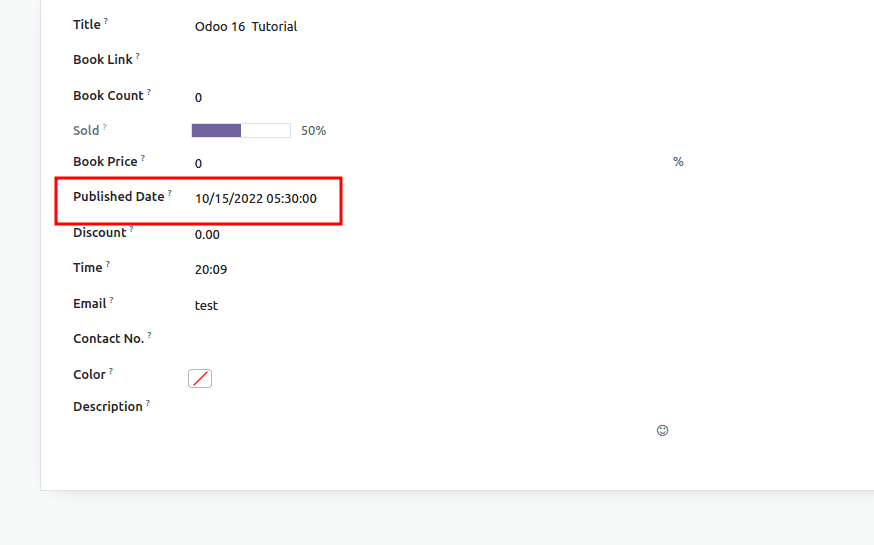 Title ? Odoo 16 Tutorial
Book Link ?
Book Count ? 0
Sold ? 50%
Book Price ? 0 %
Published Date ? 10/15/2022 05:30:00
Discount ? 0.00
Time ? 20:09
Email ? test
Contact No. ?
Color ?
Description ?